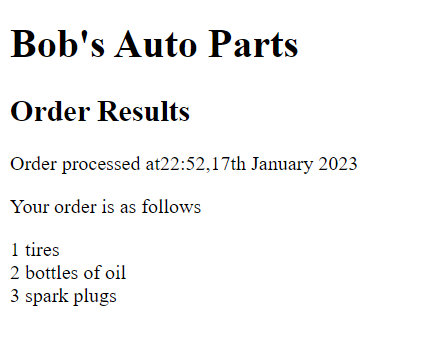 Bob's Auto Parts
Order Results
Order processed at22:52,17th January 2023
Your order is as follows
1 tires
2 bottles of oil
3 spark plugs